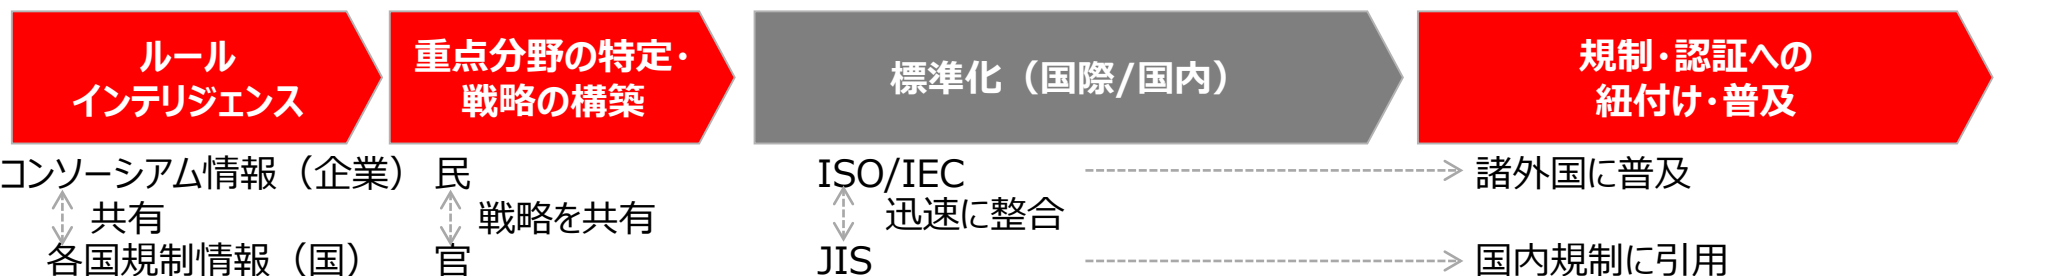 ルール
インテリジェンス
重点分野の特定・
戦略の構築
標準化（国際/国内）
規制・認証への
紐付け・普及
コンソーシアム情報（企業）
共有
各国規制情報（国）
民
戦略を共有
官
ISO/IEC
迅速に整合
JIS
諸外国に普及
国内規制に引用